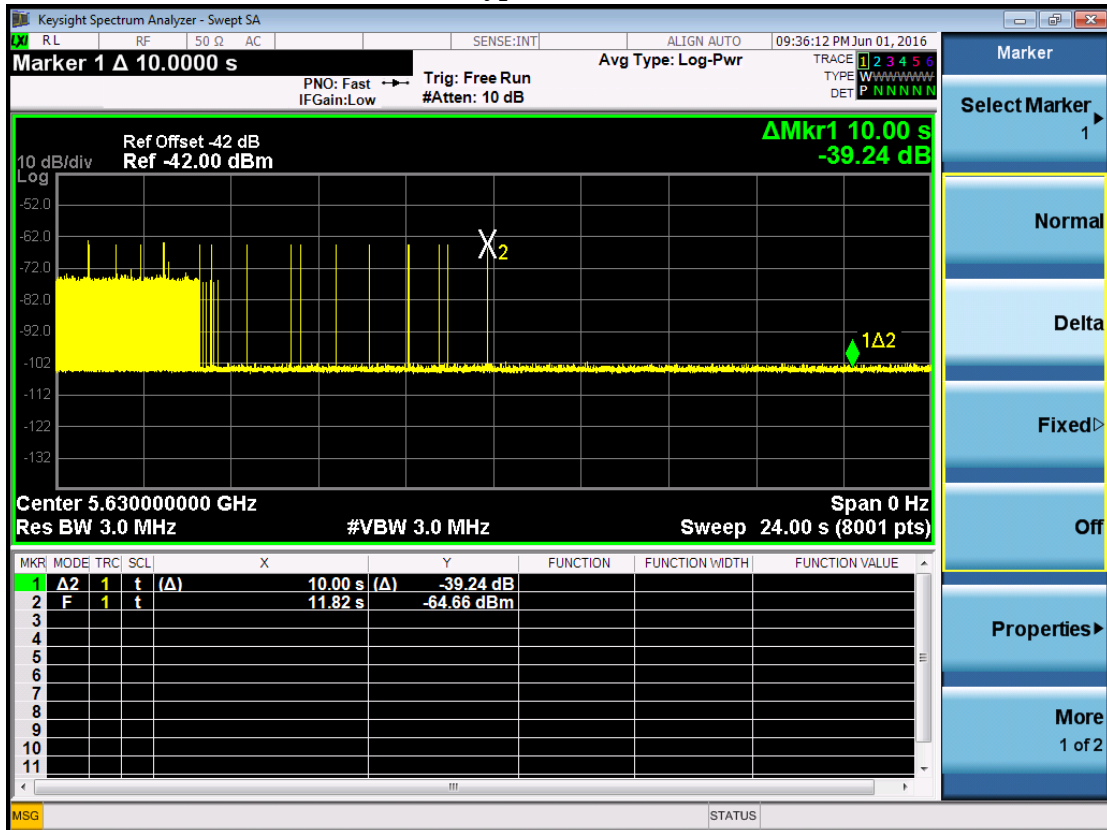 Keysight Spectrum Analyzer - Swept SA
LXI RL RF 50 Ω AC SENSE:INT ALIGN AUTO 09:36:12 PM Jun 01, 2016
Marker 1 Δ 10.0000 s
PNO: Fast
IFGain:Low
Trig: Free Run
#Atten: 10 dB
Avg Type: Log-Pwr
TRACE 1 2 3 4 5 6
TYPE WWWWWW
DET P N N N N N
ΔMkr1 10.00 s
-39.24 dB
Ref Offset -42 dB
10 dB/div Ref -42.00 dBm
Log
-52.0
-62.0
-72.0
-82.0
-92.0
-102
-112
-122
-132
X2
1Δ2
Center 5.630000000 GHz Span 0 Hz
Res BW 3.0 MHz #VBW 3.0 MHz Sweep 24.00 s (8001 pts)
MKR MODE TRC SCL X Y FUNCTION FUNCTION WIDTH FUNCTION VALUE
1 Δ2 1 t (Δ) 10.00 s (Δ) -39.24 dB
2 F 1 t 11.82 s -64.66 dBm
3
4
5
6
7
8
9
10
11
MSG STATUS
Marker
Select Marker
1
Normal
Delta
Fixed
Off
Properties
More
1 of 2